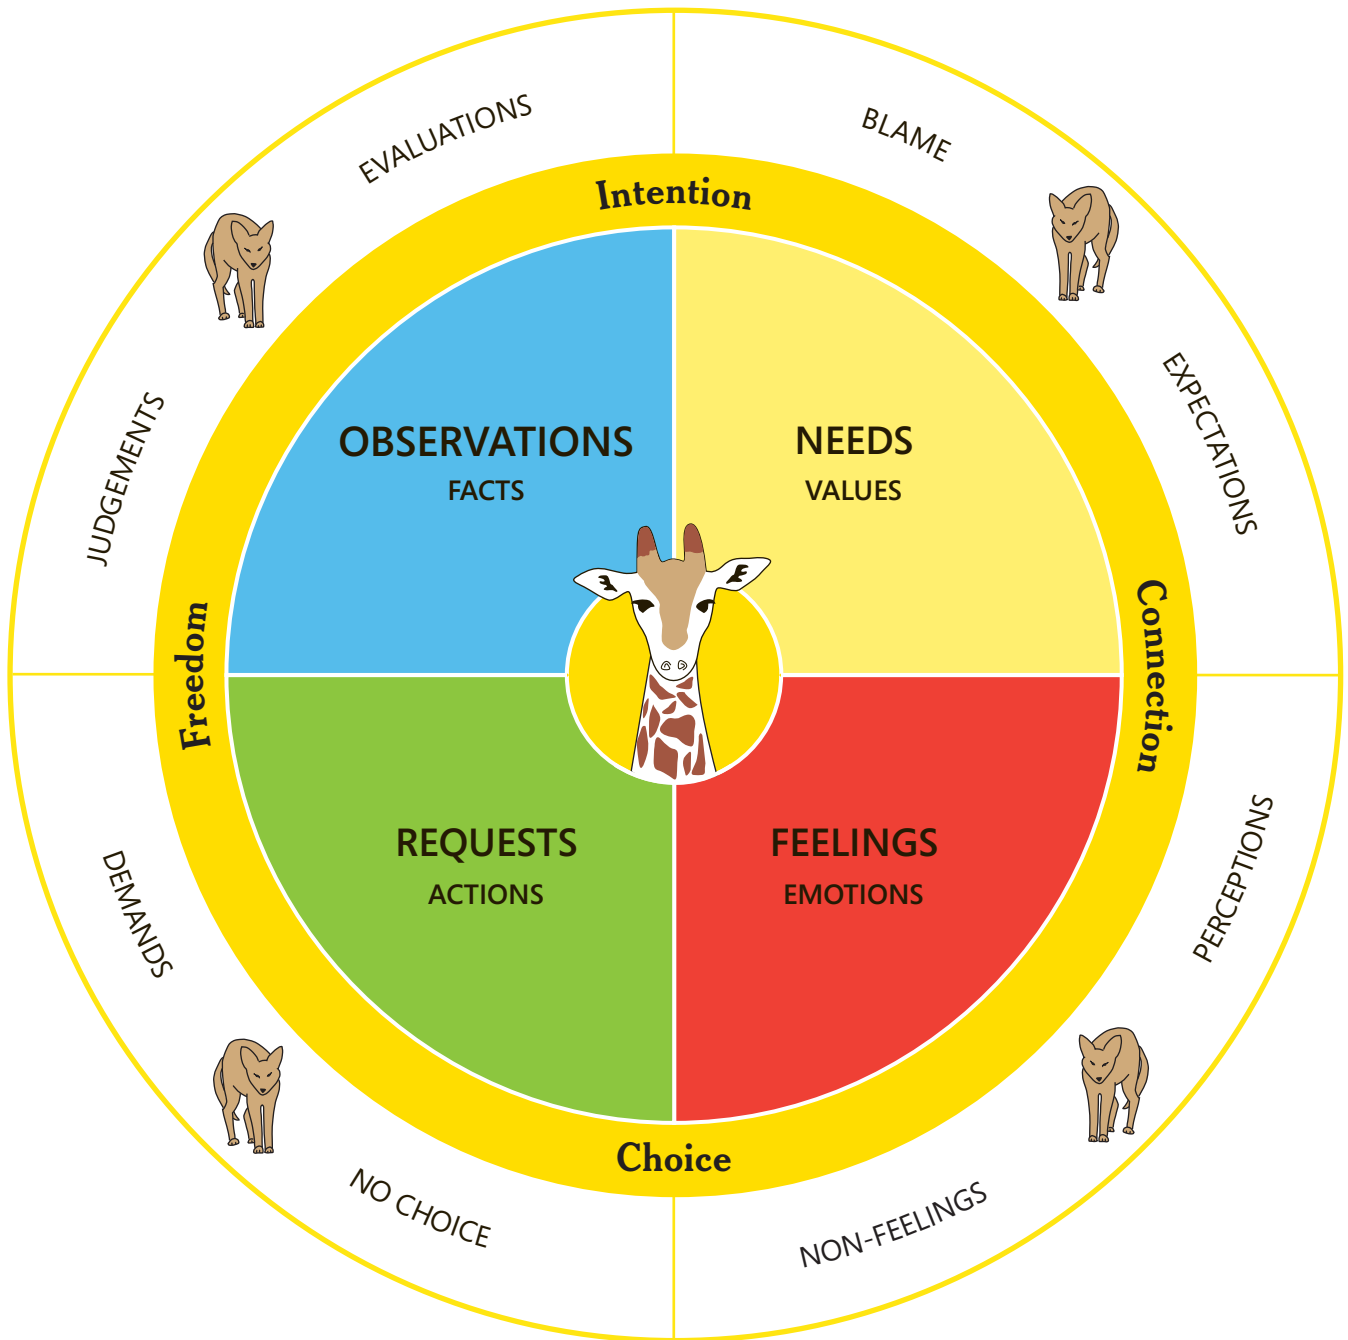 EVALUATIONS
BLAME
Intention
JUDGEMENTS
EXPECTATIONS
OBSERVATIONS
FACTS
NEEDS
VALUES
Freedom
Connection
REQUESTS
ACTIONS
FEELINGS
EMOTIONS
DEMANDS
PERCEPTIONS
Choice
NO CHOICE
NON-FEELINGS